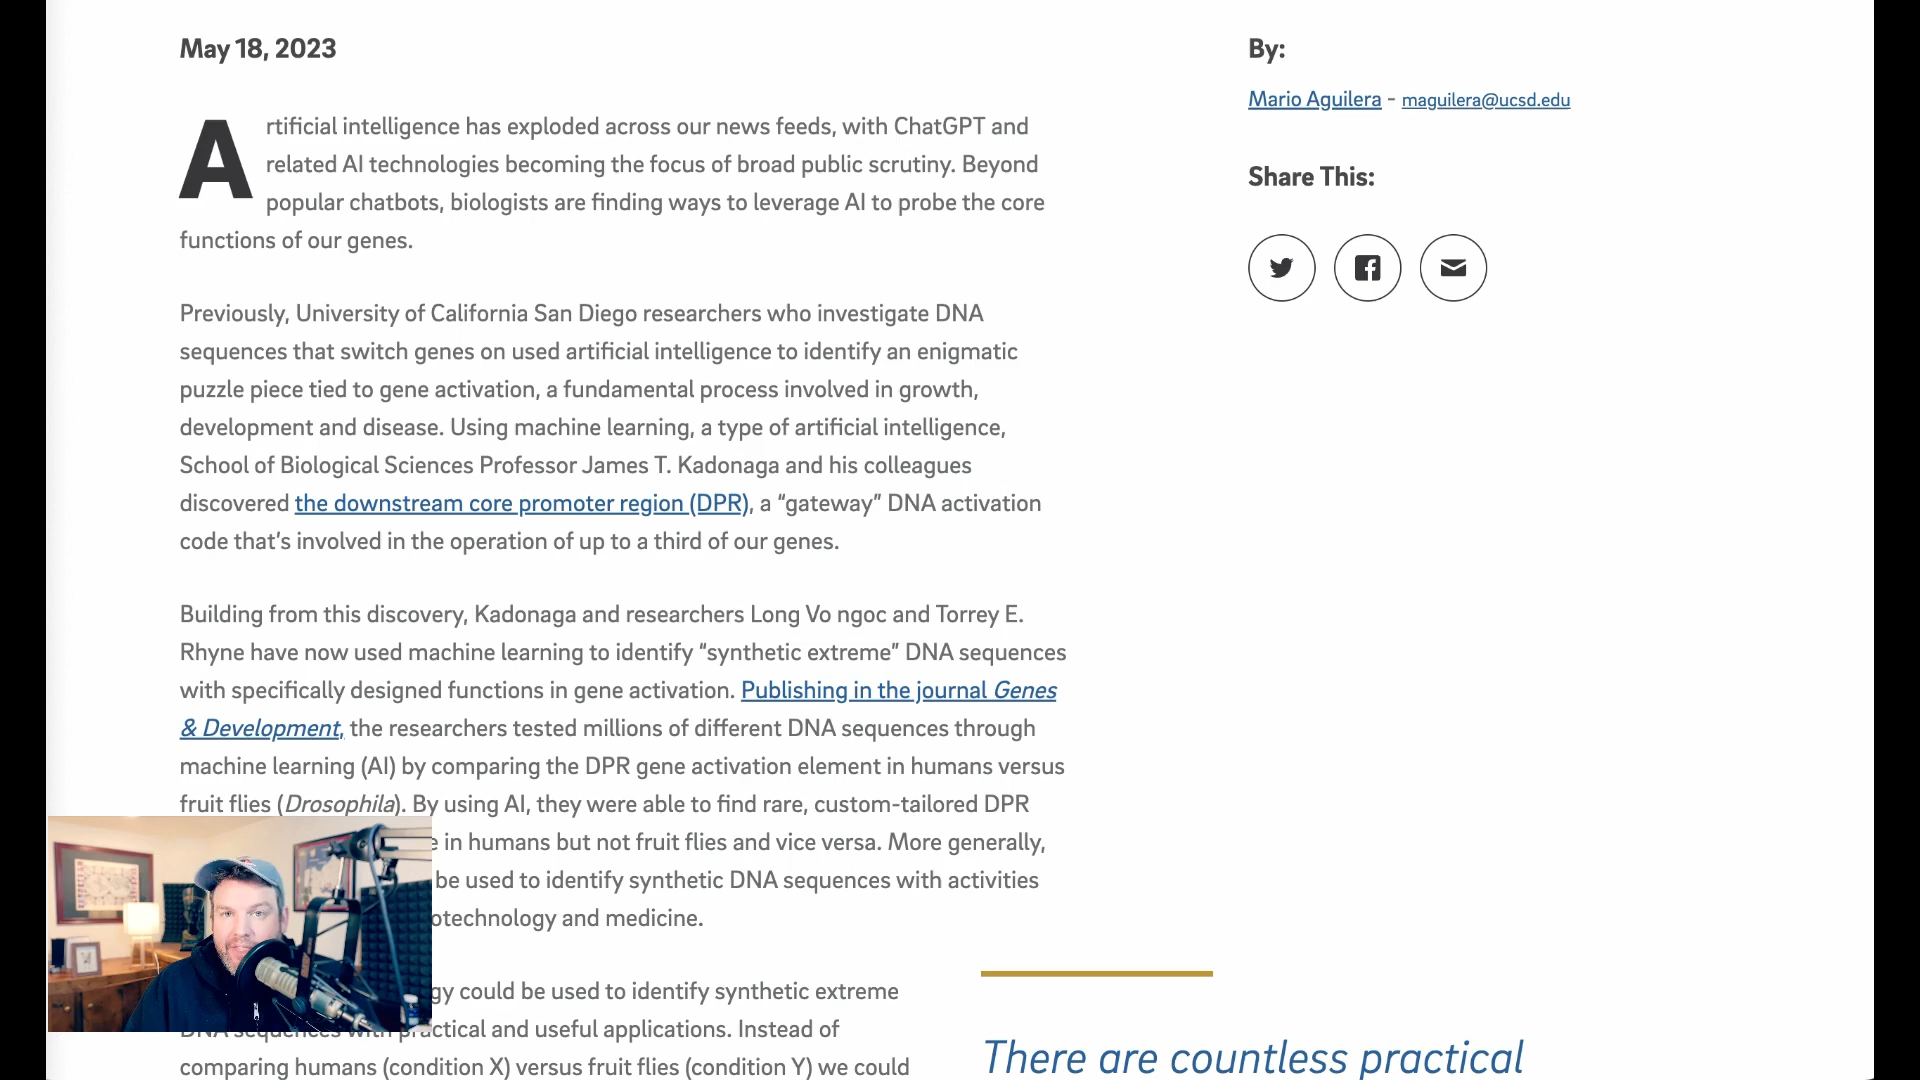 May 18, 2023
Artificial intelligence has exploded across our news feeds, with ChatGPT and
related AI technologies becoming the focus of broad public scrutiny. Beyond
popular chatbots, biologists are finding ways to leverage AI to probe the core
functions of our genes.
Previously, University of California San Diego researchers who investigate DNA
sequences that switch genes on used artificial intelligence to identify an enigmatic
puzzle piece tied to gene activation, a fundamental process involved in growth,
development and disease. Using machine learning, a type of artificial intelligence,
School of Biological Sciences Professor James T. Kadonaga and his colleagues
discovered the downstream core promoter region (DPR), a “gateway” DNA activation
code that’s involved in the operation of up to a third of our genes.
Building from this discovery, Kadonaga and researchers Long Vo ngoc and Torrey E.
Rhyne have now used machine learning to identify “synthetic extreme” DNA sequences
with specifically designed functions in gene activation. Publishing in the journal Genes
& Development, the researchers tested millions of different DNA sequences through
machine learning (AI) by comparing the DPR gene activation element in humans versus
fruit flies (Drosophila). By using AI, they were able to find rare, custom-tailored DPR
in humans but not fruit flies and vice versa. More generally,
be used to identify synthetic DNA sequences with activities
otechnology and medicine.
gy could be used to identify synthetic extreme
DNA sequences with practical and useful applications. Instead of
comparing humans (condition X) versus fruit flies (condition Y) we could
By:
Mario Aguilera - maguilera@ucsd.edu
Share This:
There are countless practical